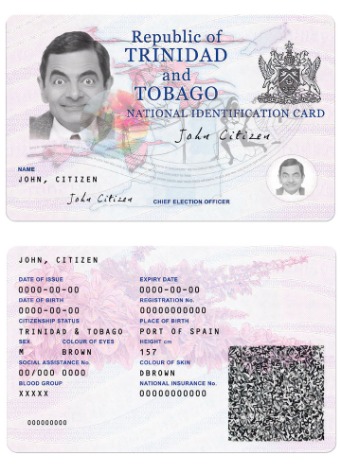 Republic of
TRINIDAD
and
TOBAGO
NATIONAL IDENTIFICATION CARD
John Citizen
NAME
JOHN, CITIZEN
John Citizen
CHIEF ELECTION OFFICER
JOHN, CITIZEN
DATE OF ISSUE EXPIRY DATE
0000-00-00 0000-00-00
DATE OF BIRTH REGISTRATION No.
0000-00-00 00000000000
CITIZENSHIP STATUS PLACE OF BIRTH
TRINIDAD & TOBAGO PORT OF SPAIN
SEX COLOUR OF EYES HEIGHT cm
M BROWN 157
SOCIAL ASSISTANCE No. COLOUR OF SKIN
00/000 0000 DBROWN
BLOOD GROUP NATIONAL INSURANCE No.
XXXXX 00000000000
000000000